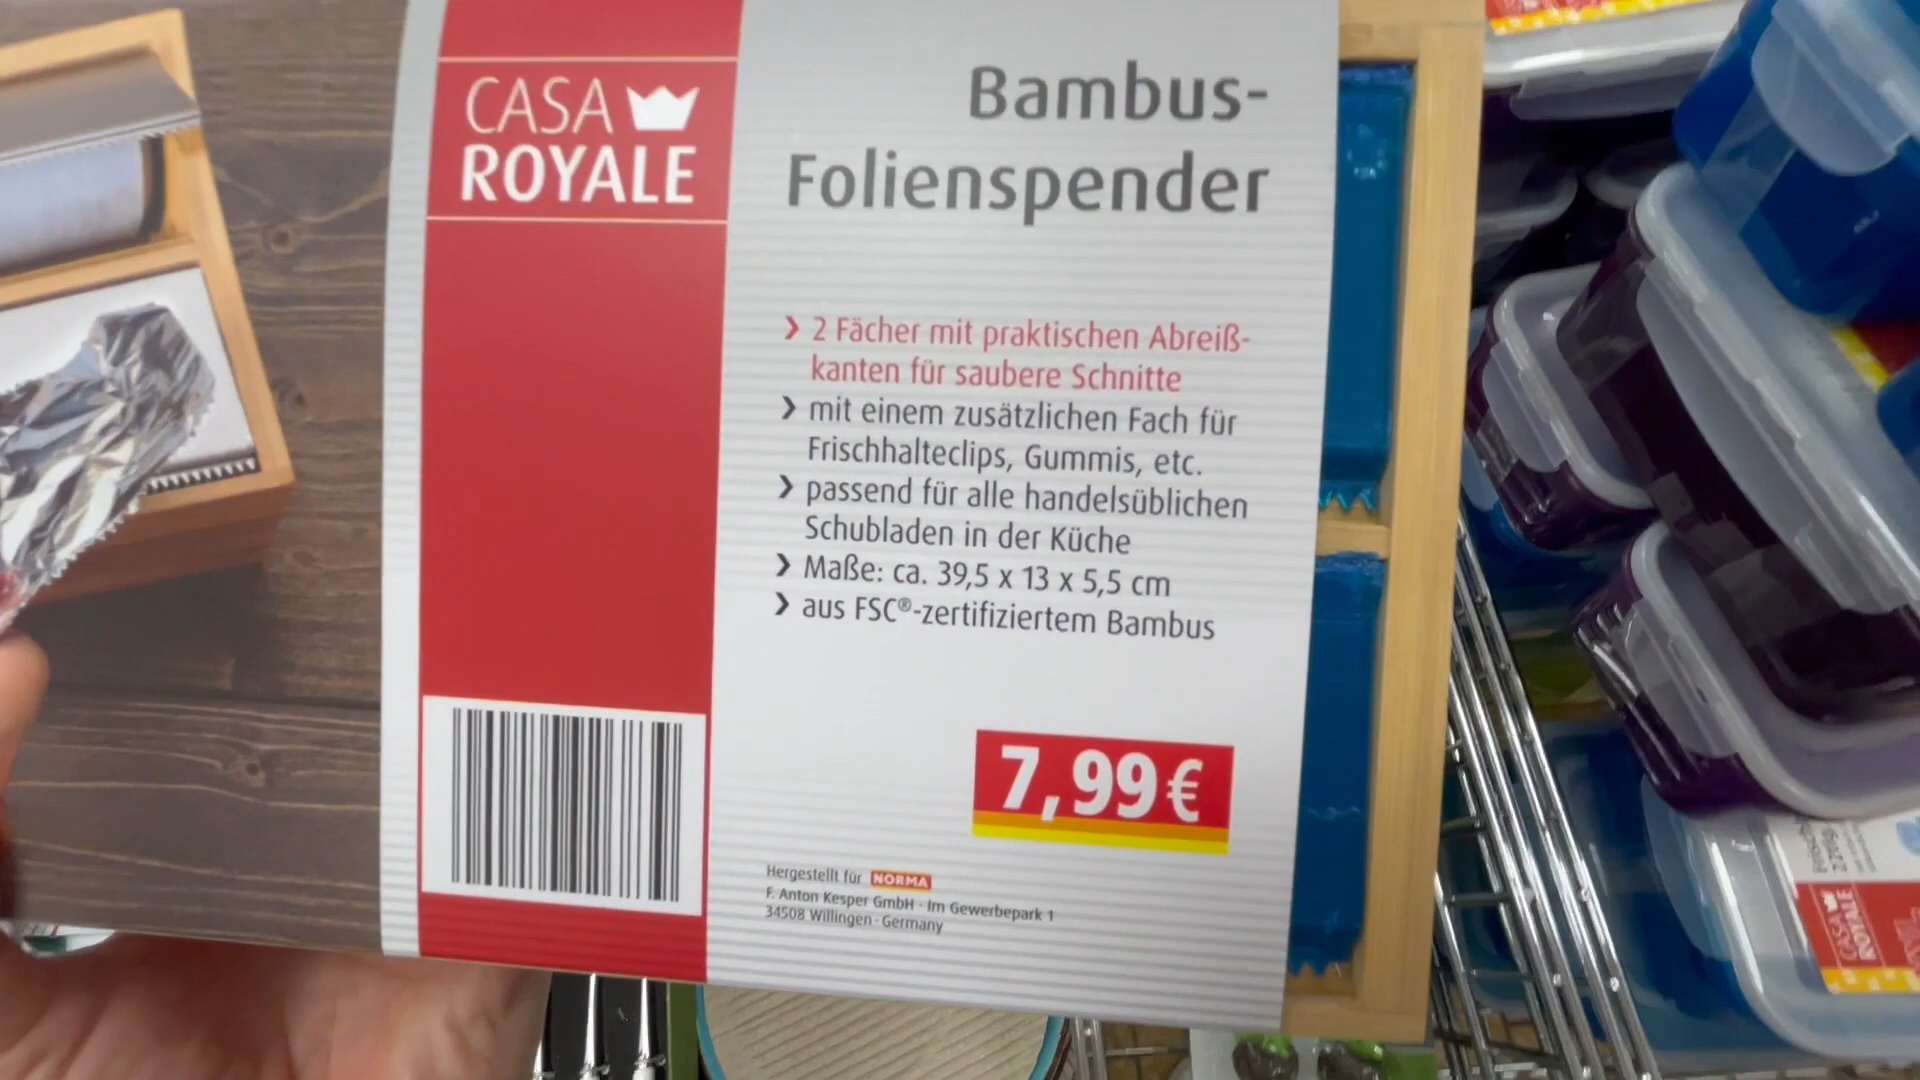 CASA
ROYALE
Bambus-
Folienspender
2 Fächer mit praktischen Abreiß-
kanten für saubere Schnitte
mit einem zusätzlichen Fach für
Frischhalteclips, Gummis, etc.
passend für alle handelsüblichen
Schubladen in der Küche
Maße: ca. 39,5 x 13 x 5,5 cm
aus FSC®-zertifiziertem Bambus
7,99 €
Hergestellt für NORMA
F. Anton Kesper GmbH · Im Gewerbepark 1
34508 Willingen · Germany
CASA
ROYALE